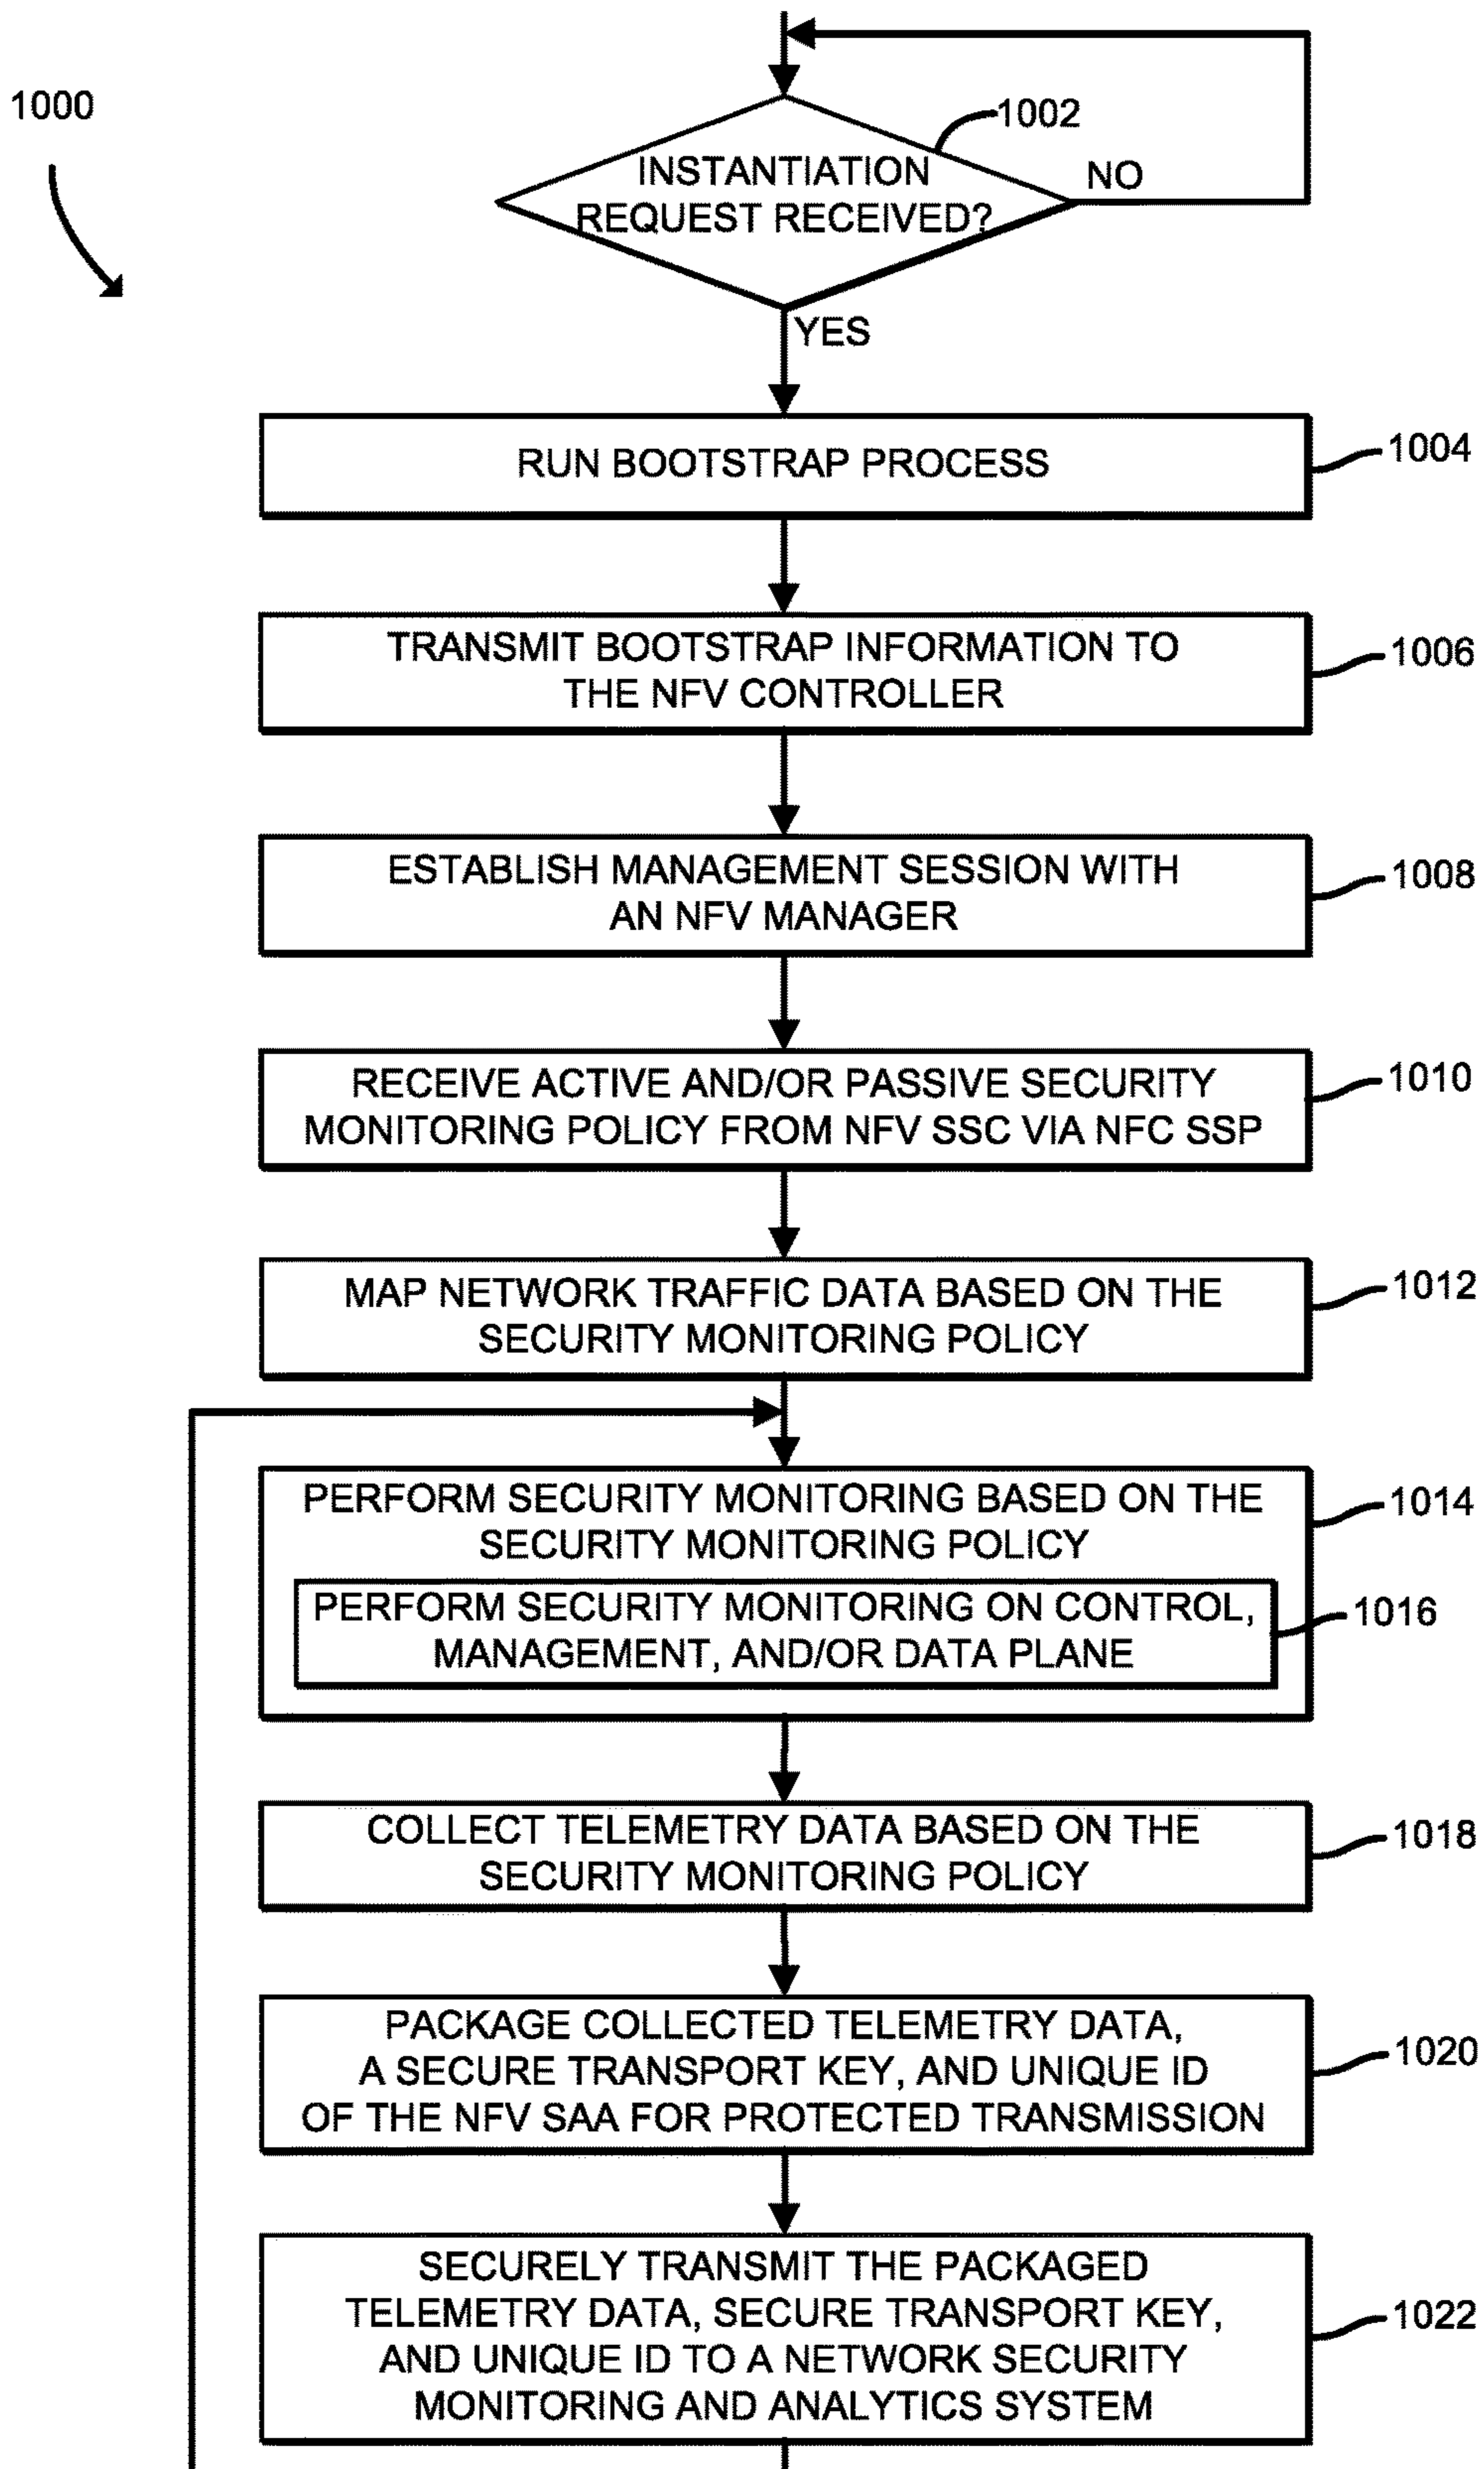 1000
1002
INSTANTIATION
REQUEST RECEIVED?
NO
YES
RUN BOOTSTRAP PROCESS
1004
TRANSMIT BOOTSTRAP INFORMATION TO
THE NFV CONTROLLER
1006
ESTABLISH MANAGEMENT SESSION WITH
AN NFV MANAGER
1008
RECEIVE ACTIVE AND/OR PASSIVE SECURITY
MONITORING POLICY FROM NFV SSC VIA NFC SSP
1010
MAP NETWORK TRAFFIC DATA BASED ON THE
SECURITY MONITORING POLICY
1012
PERFORM SECURITY MONITORING BASED ON THE
SECURITY MONITORING POLICY
1014
PERFORM SECURITY MONITORING ON CONTROL,
MANAGEMENT, AND/OR DATA PLANE
1016
COLLECT TELEMETRY DATA BASED ON THE
SECURITY MONITORING POLICY
1018
PACKAGE COLLECTED TELEMETRY DATA,
A SECURE TRANSPORT KEY, AND UNIQUE ID
OF THE NFV SAA FOR PROTECTED TRANSMISSION
1020
SECURELY TRANSMIT THE PACKAGED
TELEMETRY DATA, SECURE TRANSPORT KEY,
AND UNIQUE ID TO A NETWORK SECURITY
MONITORING AND ANALYTICS SYSTEM
1022